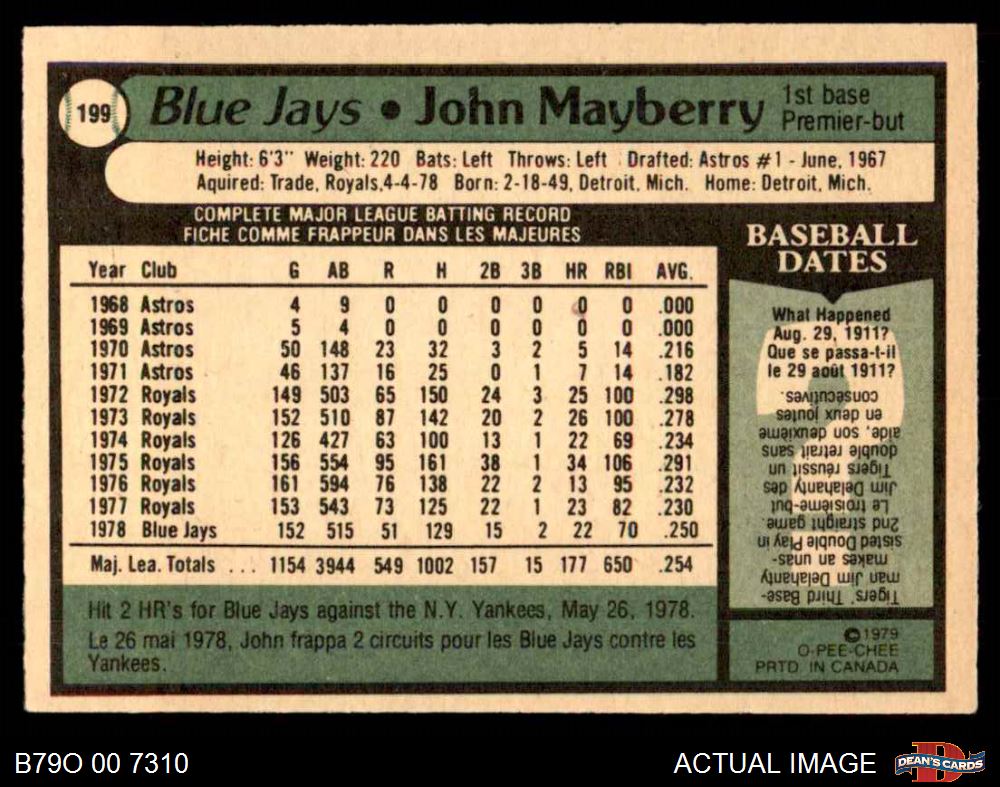 199
Blue Jays • John Mayberry
1st base
Premier-but
Height: 6'3" Weight: 220 Bats: Left Throws: Left Drafted: Astros #1 - June, 1967
Aquired: Trade, Royals,4-4-78 Born: 2-18-49, Detroit, Mich. Home: Detroit, Mich.
COMPLETE MAJOR LEAGUE BATTING RECORD
FICHE COMME FRAPPEUR DANS LES MAJEURES
Year Club G AB R H 2B 3B HR RBI AVG.
1968 Astros 4 9 0 0 0 0 0 0 .000
1969 Astros 5 4 0 0 0 0 0 0 .000
1970 Astros 50 148 23 32 3 2 5 14 .216
1971 Astros 46 137 16 25 0 1 7 14 .182
1972 Royals 149 503 65 150 24 3 25 100 .298
1973 Royals 152 510 87 142 20 2 26 100 .278
1974 Royals 126 427 63 100 13 1 22 69 .234
1975 Royals 156 554 95 161 38 1 34 106 .291
1976 Royals 161 594 76 138 22 2 13 95 .232
1977 Royals 153 543 73 125 22 1 23 82 .230
1978 Blue Jays 152 515 51 129 15 2 22 70 .250
Maj. Lea. Totals ... 1154 3944 549 1002 157 15 177 650 .254
Hit 2 HR's for Blue Jays against the N.Y. Yankees, May 26, 1978.
Le 26 mai 1978, John frappa 2 circuits pour les Blue Jays contre les
Yankees.
BASEBALL
DATES
What Happened
Aug. 29, 1911?
Que se passa-t-il
le 29 août 1911?
Tigers' Third Base-
man Jim Delahanty
makes an unas-
sisted Double Play in
2nd straight game.
Le troisième-but
Jim Delahanty des
Tigers réussit un
double retrait sans
aide, son deuxième
en deux joutes
consecutives.
©1979
O-PEE-CHEE
PRTD. IN CANADA
B79O 00 7310
ACTUAL IMAGE
DEAN'S CARDS